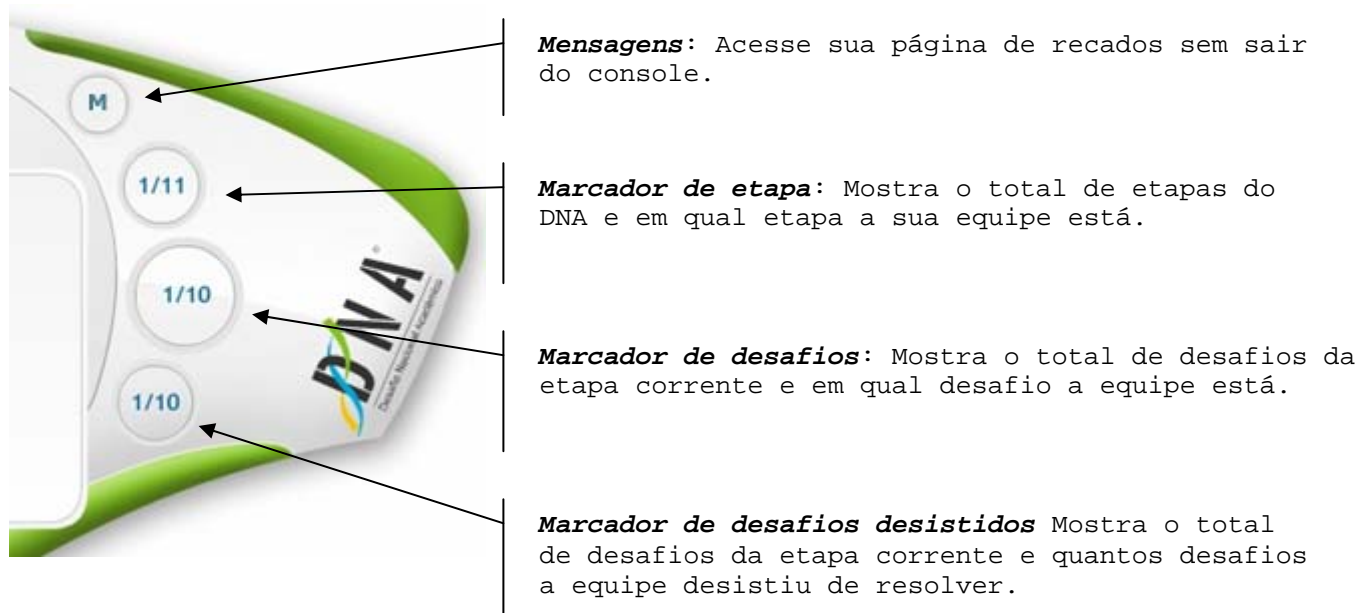 Mensagens: Acesse sua página de recados sem sair
do console.
M
1/11
Marcador de etapa: Mostra o total de etapas do
DNA e em qual etapa a sua equipe está.
1/10
DNA
Desafio Nacional Acadêmico
Marcador de desafios: Mostra o total de desafios da
etapa corrente e em qual desafio a equipe está.
1/10
Marcador de desafios desistidos Mostra o total
de desafios da etapa corrente e quantos desafios
a equipe desistiu de resolver.